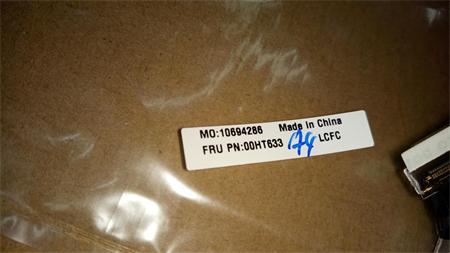 MO:10694286 Made in China
FRU PN:00HT633 LCFC